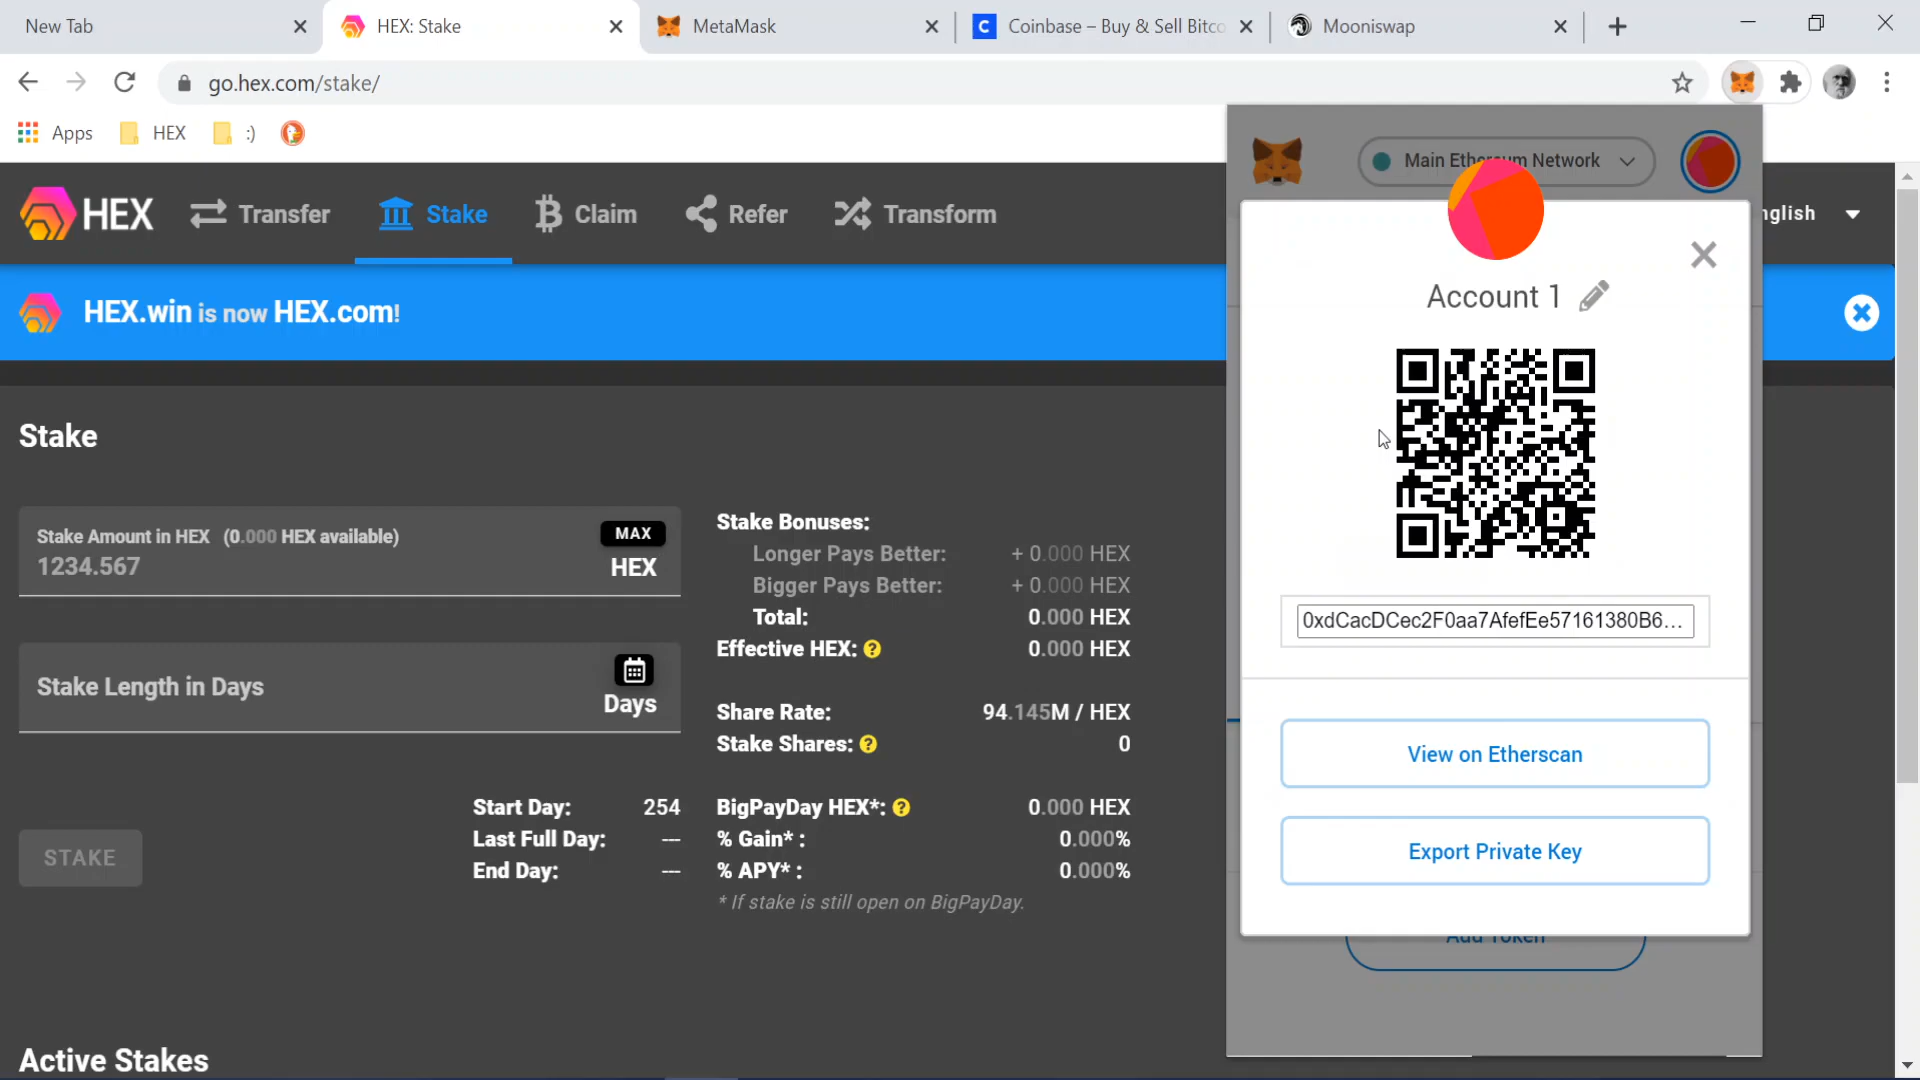 New Tab
HEX: Stake
MetaMask
Coinbase – Buy & Sell Bitco
Mooniswap
go.hex.com/stake/
Apps
HEX
:)
HEX
Transfer
Stake
Claim
Refer
Transform
nglish
Main Ethereum Network
HEX.win is now HEX.com!
Account 1
Stake
Stake Amount in HEX (0.000 HEX available)
MAX
1234.567
HEX
Stake Length in Days
Days
STAKE
Start Day: 254
Last Full Day: ---
End Day: ---
Stake Bonuses:
Longer Pays Better: + 0.000 HEX
Bigger Pays Better: + 0.000 HEX
Total: 0.000 HEX
Effective HEX: ? 0.000 HEX
Share Rate: 94.145M / HEX
Stake Shares: ? 0
BigPayDay HEX*: ? 0.000 HEX
% Gain* : 0.000%
% APY* : 0.000%
* If stake is still open on BigPayDay.
0xdCacDCec2F0aa7AfefEe57161380B6...
View on Etherscan
Export Private Key
Add Token
Active Stakes